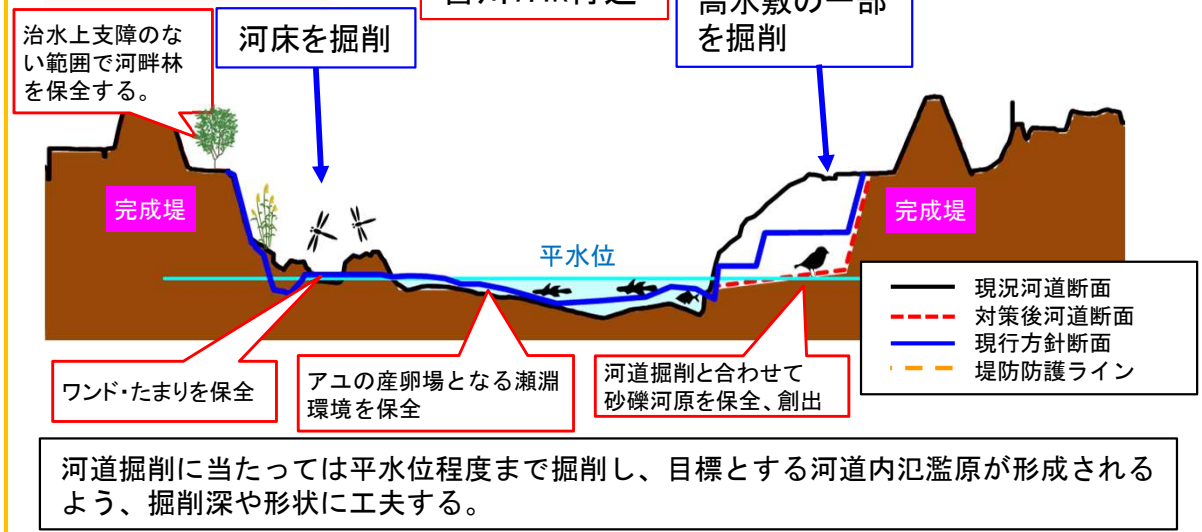 高水敷の一部
を掘削
治水上支障のな
い範囲で河畔林
を保全する。
河床を掘削
完成堤
完成堤
平水位
現況河道断面
対策後河道断面
現行方針断面
堤防防護ライン
ワンド・たまりを保全
アユの産卵場となる瀬淵
環境を保全
河道掘削と合わせて
砂礫河原を保全、創出
河道掘削に当たっては平水位程度まで掘削し、目標とする河道内氾濫原が形成される
よう、掘削深や形状に工夫する。